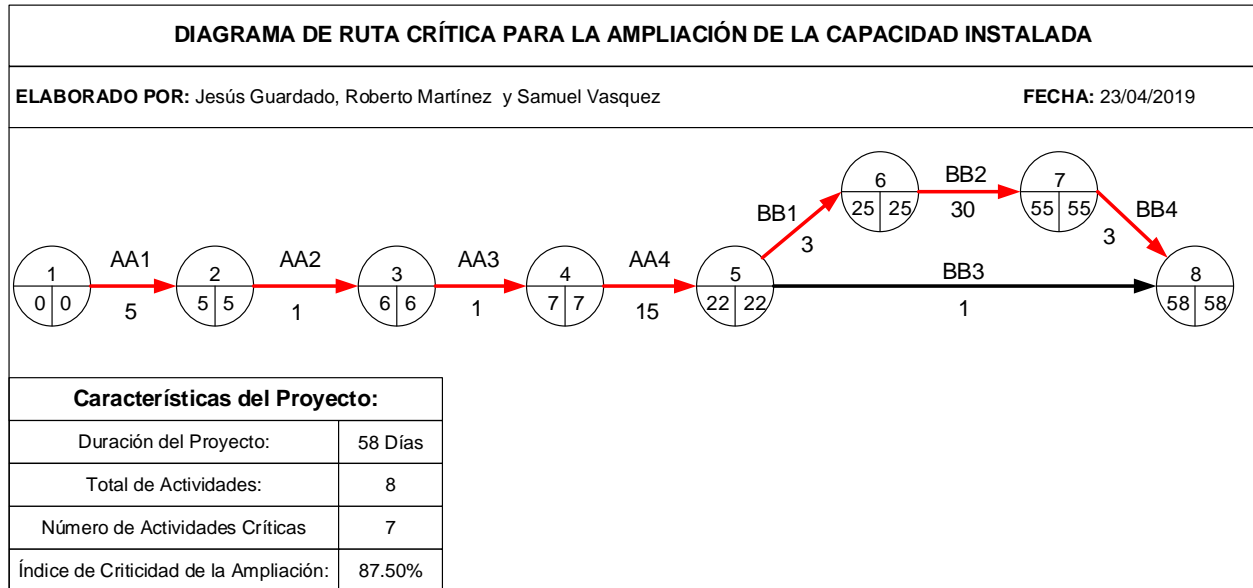 DIAGRAMA DE RUTA CRÍTICA PARA LA AMPLIACIÓN DE LA CAPACIDAD INSTALADA
ELABORADO POR: Jesús Guardado, Roberto Martínez y Samuel Vasquez FECHA: 23/04/2019
1
0 0
AA1
5
2
5 5
AA2
1
3
6 6
AA3
1
4
7 7
AA4
15
5
22 22
BB1
3
6
25 25
BB2
30
7
55 55
BB4
3
BB3
1
8
58 58
Características del Proyecto:
Duración del Proyecto: 58 Días
Total de Actividades: 8
Número de Actividades Críticas 7
Índice de Criticidad de la Ampliación: 87.50%